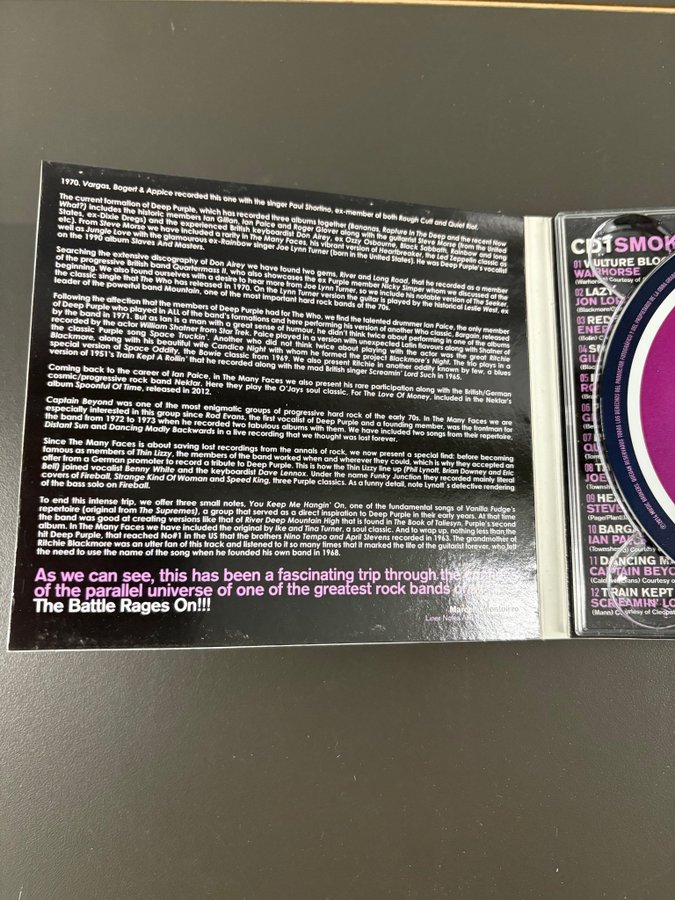 1970. Vargas, Bogert & Appice recorded this one with the singer Paul Shortino, ex-member of both Rough Cutt and Quiet Riot.
The current formation of Deep Purple, which has recorded three albums together (Bananas, Rapture In The Deep and the recent Now
What?) includes the historic members Ian Gillan, Ian Paice and Roger Glover along with the guitarist Steve Morse (from the United
States, ex-Dixie Dregs) and the experienced British keyboardist Don Airey, ex Ozzy Osbourne, Black Sabbath, Rainbow and long
etc). From Steve Morse we have included a rarity in The Many Faces, his vibrant version of Heartbreaker, the Led Zeppelin classic as
well as Jungle Love with the glamourous ex-Rainbow singer Joe Lynn Turner (born in the United States). He was Deep Purple's vocalist
on the 1990 album Slaves And Masters.
Searching the extensive discography of Don Airey we have found two gems. River and Long Road, that he recorded as a member
of the progressive British band Quatermass II, who also showcases the ex Purple member Nicky Simper whom we discussed at the
beginning. We also found ourselves with a desire to hear more from Joe Lynn Turner, so we include his notable version of The Seeker,
the classic single that The Who has released in 1970. On the Lynn Turner version the guitar is played by the historical Leslie West, ex
leader of the powerful band Mountain, one of the most important hard rock bands of the 70s.
Following the affection that the members of Deep Purple had for The Who, we find the talented drummer Ian Paice, the only member
of Deep Purple who played in ALL of the band's formations and here performing his version of another Who classic. Bargain, released
by the band in 1971. But as Ian is a man with a great sense of humour, he didn't think twice about performing in one of the albums
recorded by the actor William Shatner from Star Trek. Paice played in a version with unexpected Latin flavours along with Shatner of
the classic Purple song Space Truckin'. Another who did not think twice about playing with the actor was the great Ritchie
Blackmore, along with his beautiful wife Candice Night with whom he formed the project Blackmore's Night. The trio plays in a
special version of Space Oddity, the Bowie classic from 1969. We also present Ritchie in another oddity known by few, a blues
version of 1951's Train Kept A Rollin' that he recorded along with the mad British singer Screamin' Lord Such in 1965.
Coming back to the career of Ian Paice, in The Many Faces we also present his rare participation along with the British/German
cosmic/progressive rock band Nektar. Here they play the O'Jays soul classic, For The Love Of Money, included in the Nektar's
album Spoonful Of Time, released in 2012.
Captain Beyond was one of the most enigmatic groups of progressive hard rock of the early 70s. In The Many Faces we are
especially interested in this group since Rod Evans, the first vocalist of Deep Purple and a founding member, was the frontman for
the band from 1972 to 1973 when he recorded two fabulous albums with them. We have included two songs from their repertoire,
Distant Sun and Dancing Madly Backwards in a live recording that we thought was lost forever.
Since The Many Faces is about saving lost recordings from the annals of rock, we now present a special find: before becoming
famous as members of Thin Lizzy, the members of the band worked when and wherever they could, which is why they accepted an
offer from a German promoter to record a tribute to Deep Purple. This is how the Thin Lizzy line up (Phil Lynott, Brian Downey and Eric
Bell) joined vocalist Benny White and the keyboardist Dave Lennox. Under the name Funky Junction they recorded mainly literal
covers of Fireball, Strange Kind Of Woman and Speed King, three Purple classics. As a funny detail, note Lynott's defective rendering
of the bass solo on Fireball.
To end this intense trip, we offer three small notes, You Keep Me Hangin' On, one of the fundamental songs of Vanilla Fudge's
repertoire (original from The Supremes), a group that served as a direct inspiration to Deep Purple in their early years. At that time
the band was good at creating versions like that of River Deep Mountain High that is found in The Book of Taliesyn, Purple's second
album. In The Many Faces we have included the original by Ike and Tina Turner, a soul classic. And to wrap up, nothing less than the
hit Deep Purple, that reached No#1 in the US that the brothers Nino Tempo and April Stevens recorded in 1963. The grandmother of
Ritchie Blackmore was an utter fan of this track and listened to it so many times that it marked the life of the guitarist forever, who felt
the need to use the name of the song when he founded his own band in 1968.
As we can see, this has been a fascinating trip through the
of the parallel universe of one of the greatest rock bands of
The Battle Rages On!!!
Liner Notes
CD1 SMOK
01 VULTURE BLO
WARHORSE
(Warhorse) Courtesy of
02 LAZ
JON LO
(Blackmore/
03 RED
ENER
(Bolin) C
04 S
GILL
05
06 P
07
08 TA
JOE
(Towns
09 HEA
STEVE
(Page/Plant
10 BARGA
IAN PAIC
(Townshend) Courtesy o
11 DANCING M
CAPTAIN BEYO
(Caldwell/Evans) Courtesy o
12 TRAIN KEPT
SCREAMIN' LO
(Mann) Courtesy of Cleopat